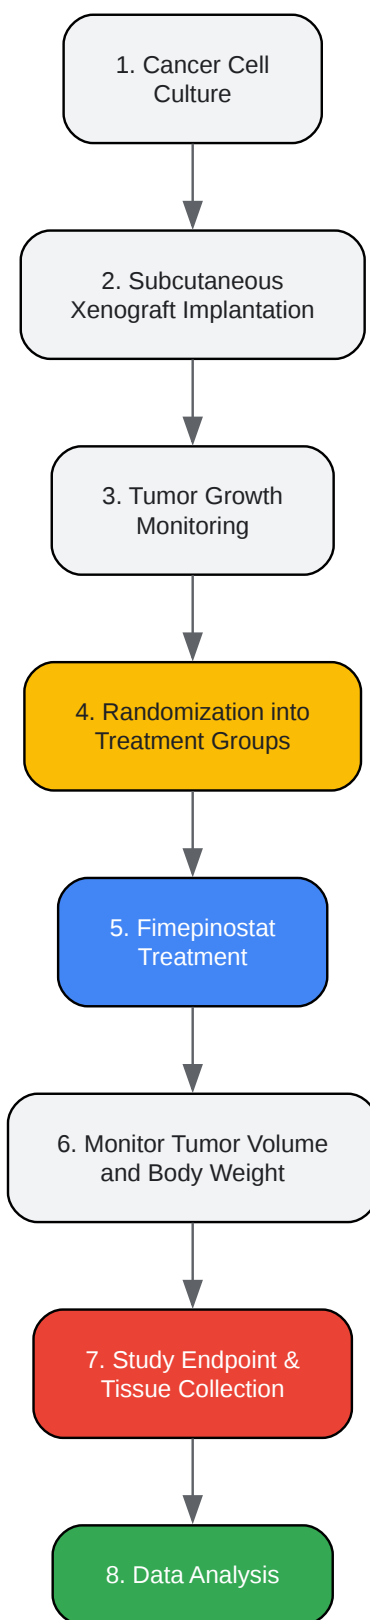 1. Cancer Cell
Culture
2. Subcutaneous
Xenograft Implantation
3. Tumor Growth
Monitoring
4. Randomization into
Treatment Groups
5. Fimepinostat
Treatment
6. Monitor Tumor Volume
and Body Weight
7. Study Endpoint &
Tissue Collection
8. Data Analysis